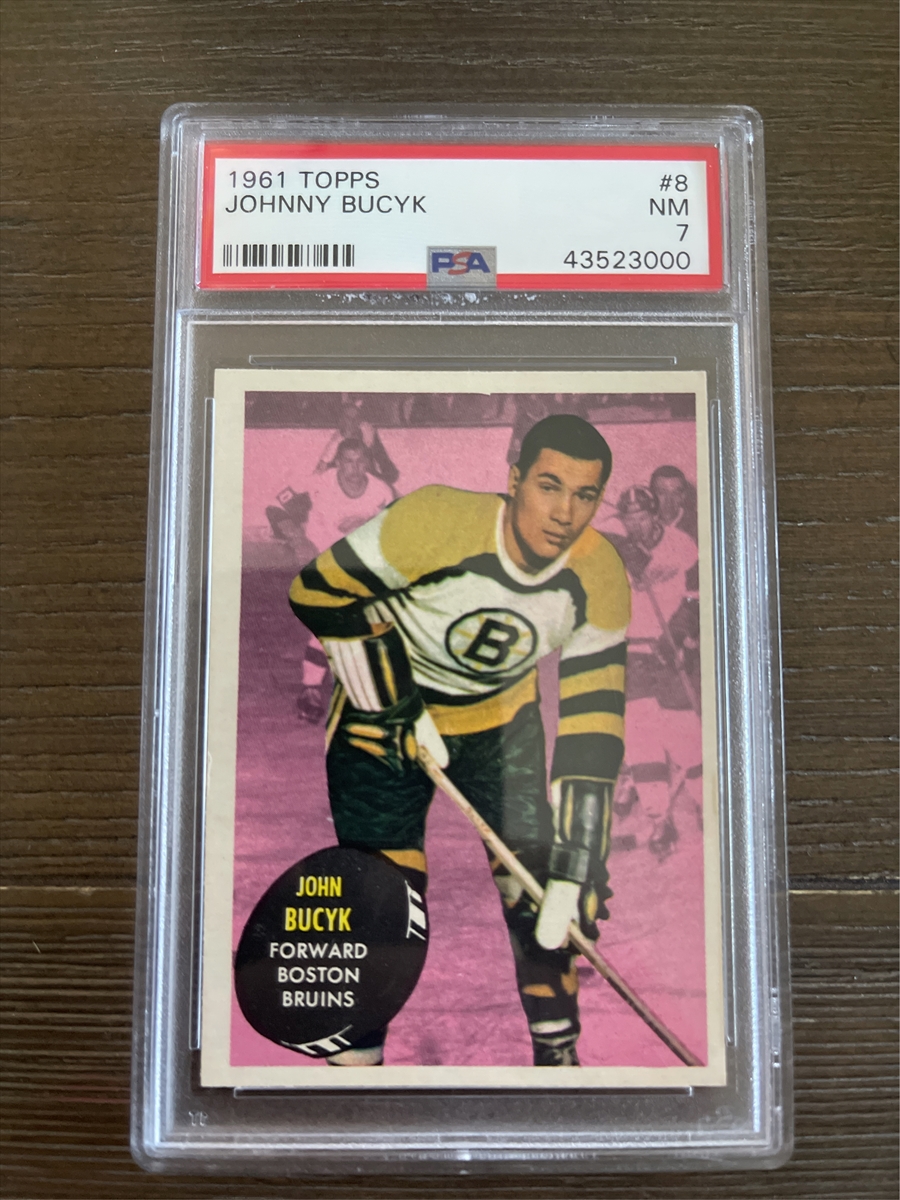 1961 TOPPS #8
JOHNNY BUCYK NM
7
PSA 43523000
B
JOHN
BUCYK
FORWARD
BOSTON
BRUINS